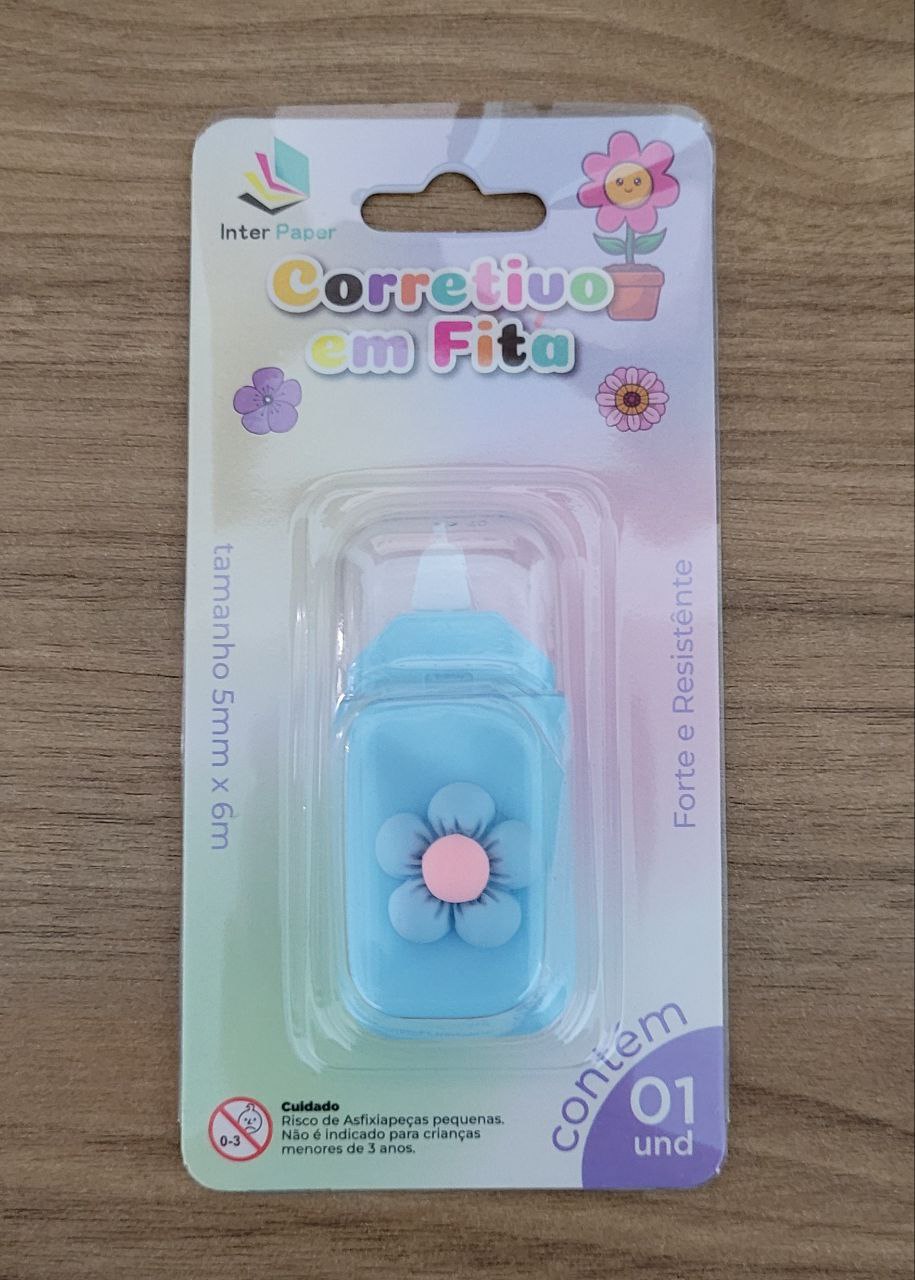 Inter Paper
Corretivo
em Fita
tamanho 5mm x 6m
Forte e Resistênte
contém
01
und
0-3
Cuidado
Risco de Asfixiapeças pequenas.
Não é indicado para crianças
menores de 3 anos.